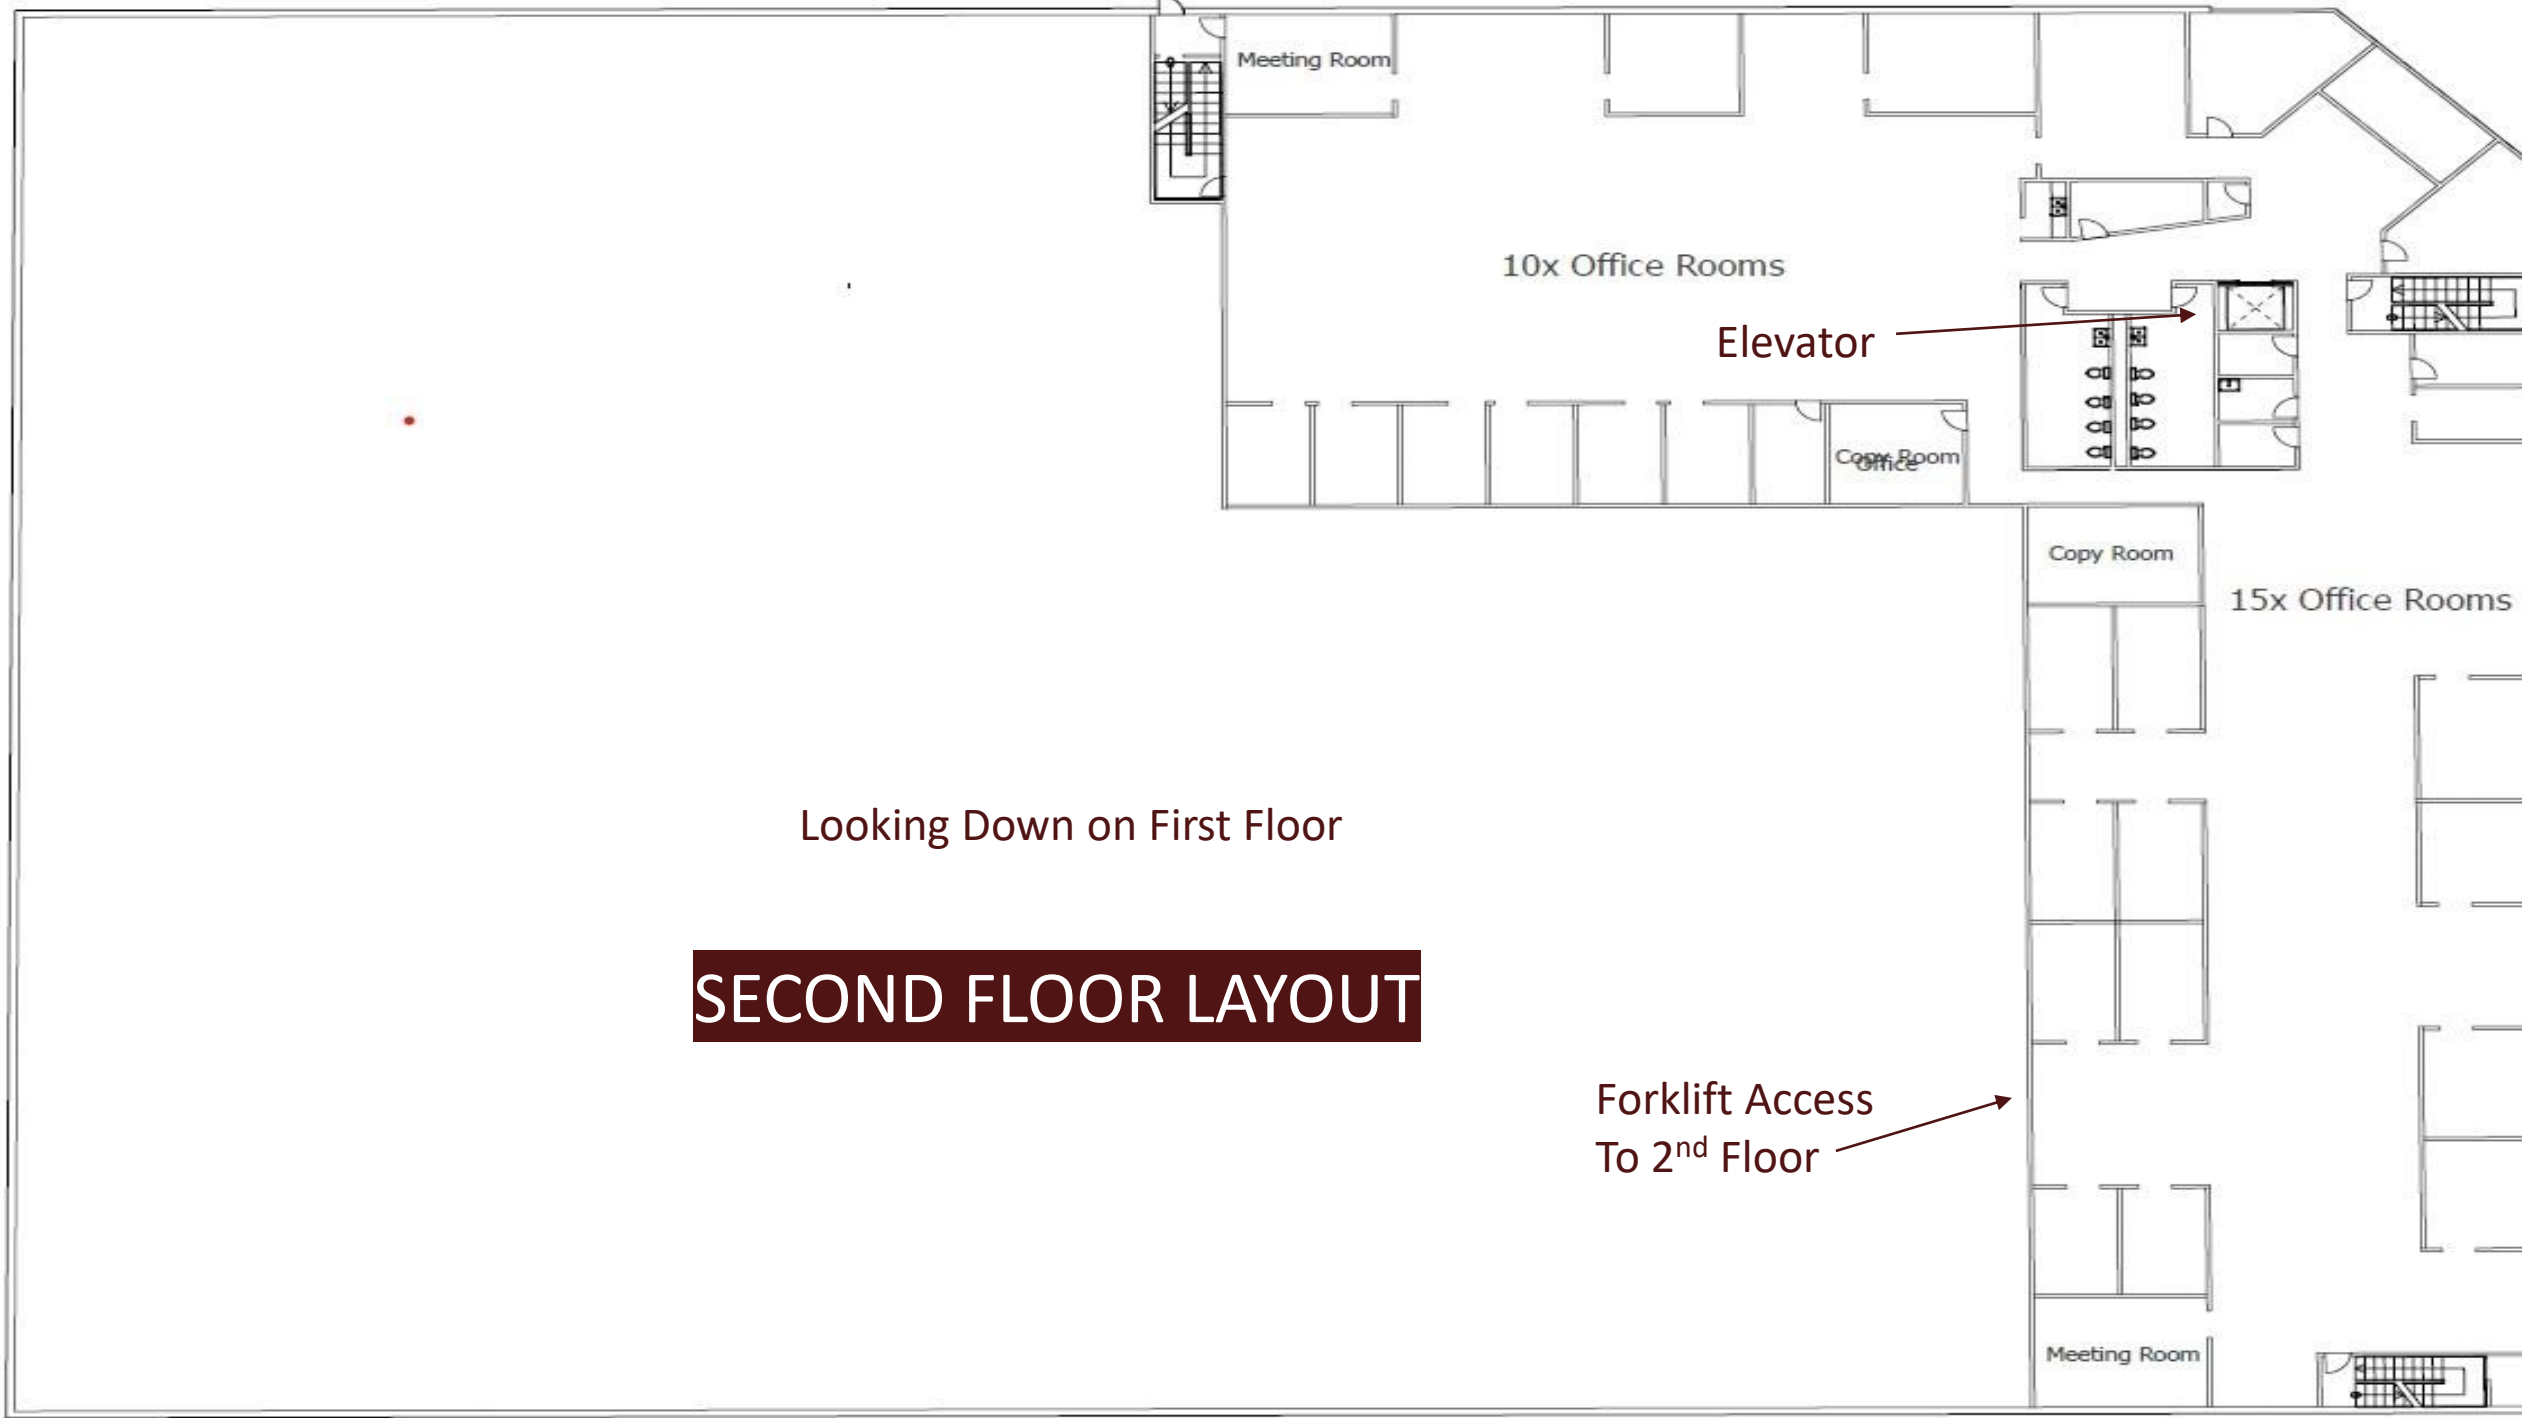 Meeting Room
10x Office Rooms
Elevator
Copy Room
Office
Copy Room
15x Office Rooms
Looking Down on First Floor
SECOND FLOOR LAYOUT
Forklift Access
To 2nd Floor
Meeting Room